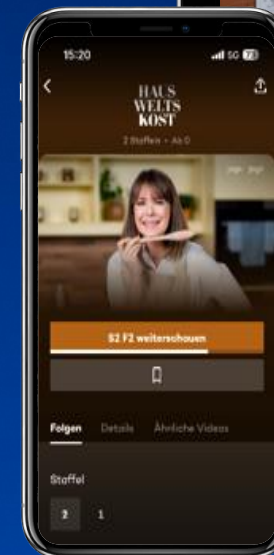 15:20
5G 73
HAUS
WELTS
KOST
2 Staffeln • Ab 0
S2 F2 weiterschauen
Folgen Details Ähnliche Videos
Staffel
2 1